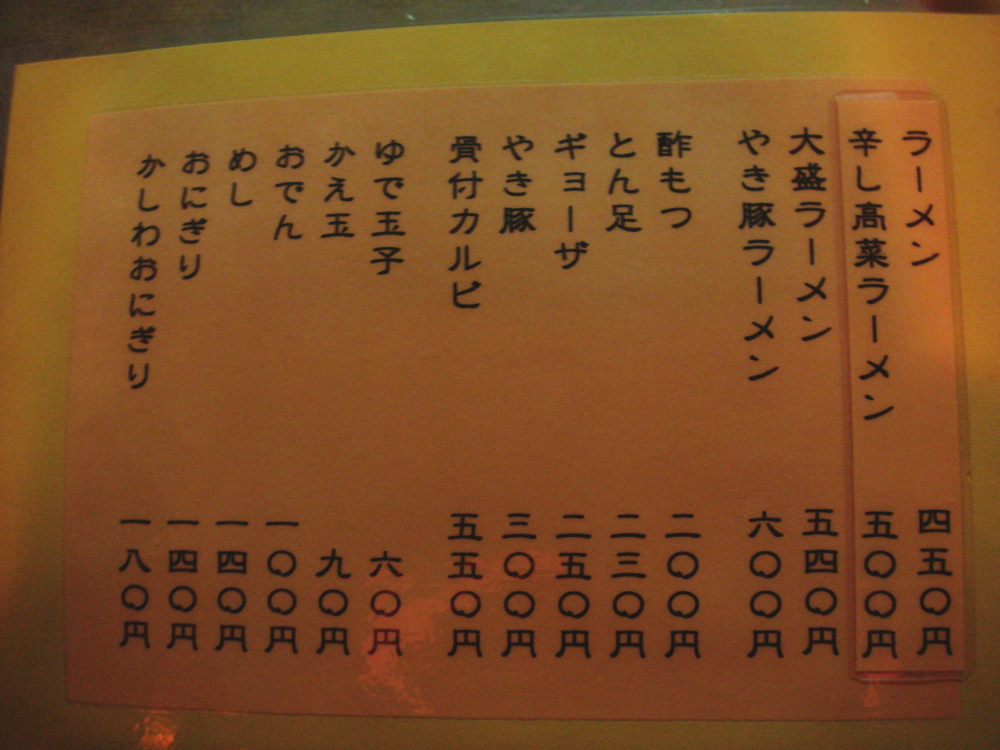 ラーメン 四五〇円
辛し高菜ラーメン 五〇〇円
大盛ラーメン 五四〇円
やき豚ラーメン 六〇〇円
酢もつ 二〇〇円
とん足 二三〇円
ギョーザ 二五〇円
やき豚 三〇〇円
骨付カルビ 五五〇円
ゆで玉子 六〇円
かえ玉 九〇円
おでん 一〇〇円
めし 一四〇円
おにぎり 一四〇円
かしわおにぎり 一八〇円